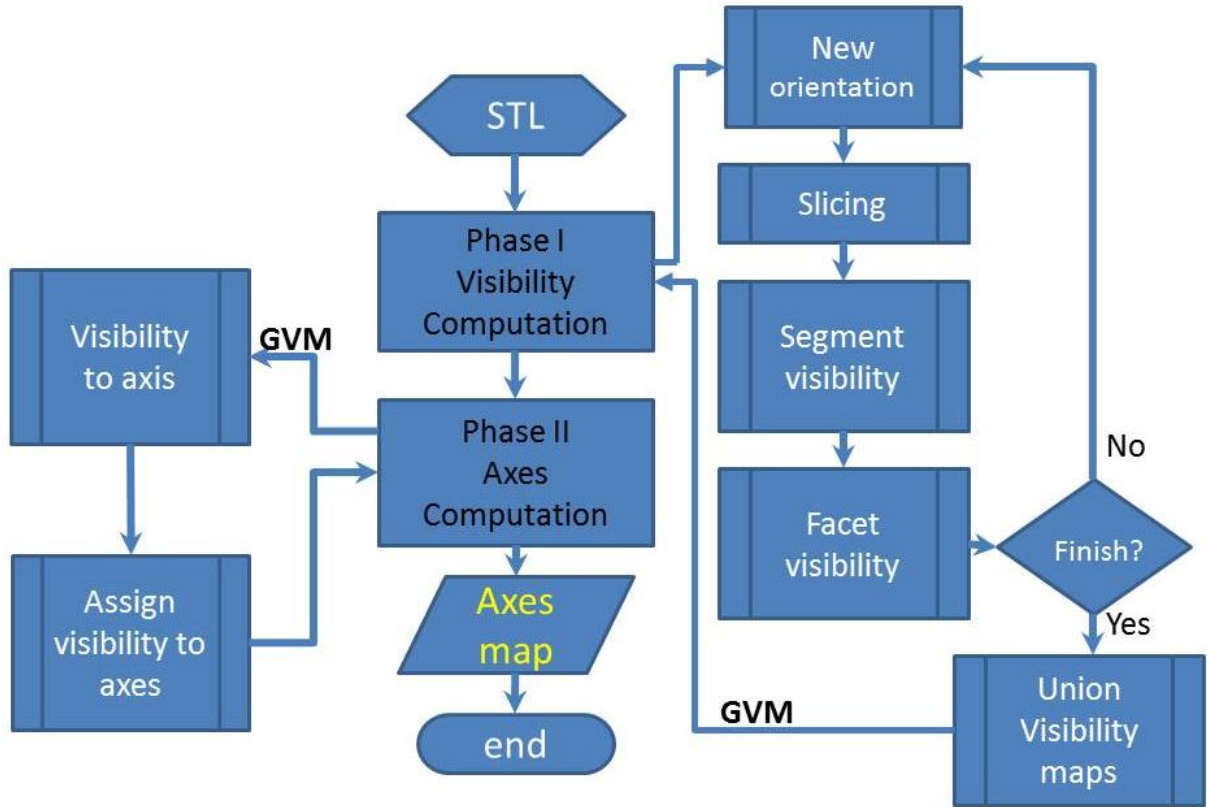 STL
Phase I
Visibility
Computation
Phase II
Axes
Computation
Axes
map
end
GVM
Visibility
to axis
Assign
visibility to
axes
New
orientation
Slicing
Segment
visibility
Facet
visibility
Finish?
No
Yes
Union
Visibility
maps
GVM